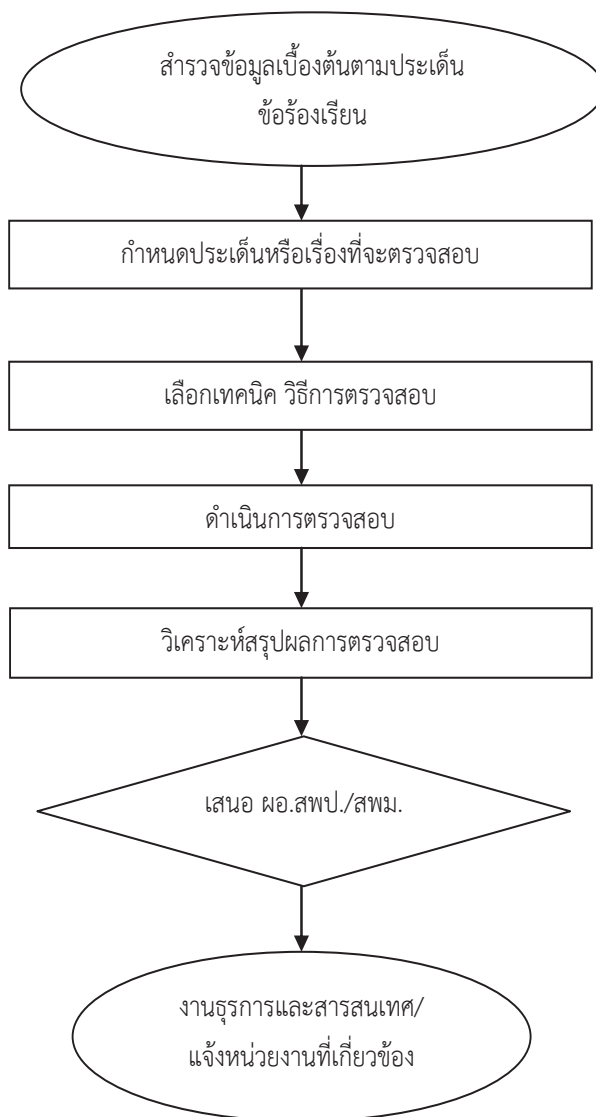 สำรวจข้อมูลเบื้องต้นตามประเด็น
ข้อร้องเรียน
กำหนดประเด็นหรือเรื่องที่จะตรวจสอบ
เลือกเทคนิค วิธีการตรวจสอบ
ดำเนินการตรวจสอบ
วิเคราะห์สรุปผลการตรวจสอบ
เสนอ ผอ.สพป./สพม.
งานธุรการและสารสนเทศ/
แจ้งหน่วยงานที่เกี่ยวข้อง